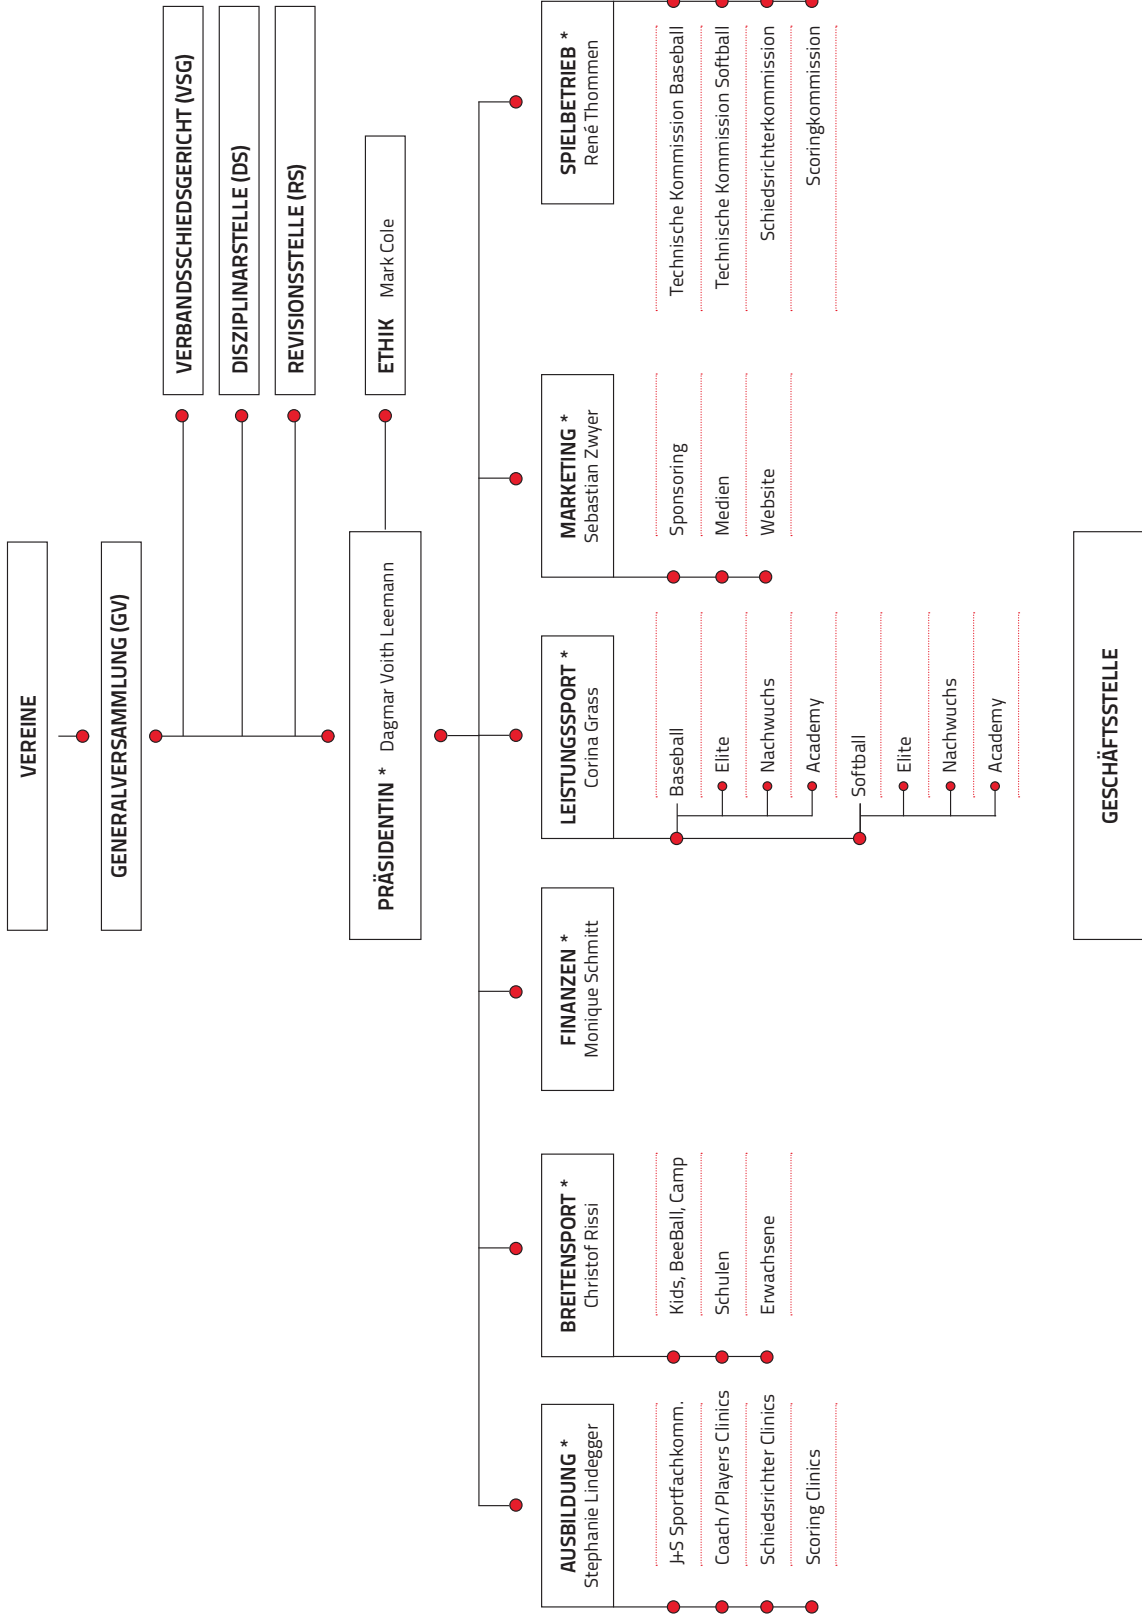 VEREINE
GENERALVERSAMMLUNG (GV)
VERBANDSSCHIEDSGERICHT (VSG)
DISZIPLINARSTELLE (DS)
REVISIONSSTELLE (RS)
PRÄSIDENTIN * Dagmar Voith Leemann
ETHIK Mark Cole
AUSBILDUNG *
Stephanie Lindegger
J+S Sportfachkomm.
Coach/Players Clinics
Schiedsrichter Clinics
Scoring Clinics
BREITENSPORT *
Christof Rissi
Kids, BeeBall, Camp
Schulen
Erwachsene
FINANZEN *
Monique Schmitt
LEISTUNGSSPORT *
Corina Grass
Baseball
Elite
Nachwuchs
Academy
Softball
Elite
Nachwuchs
Academy
MARKETING *
Sebastian Zwyer
Sponsoring
Medien
Website
SPIELBETRIEB *
René Thommen
Technische Kommission Baseball
Technische Kommission Softball
Schiedsrichterkommission
Scoringkommission
GESCHÄFTSSTELLE